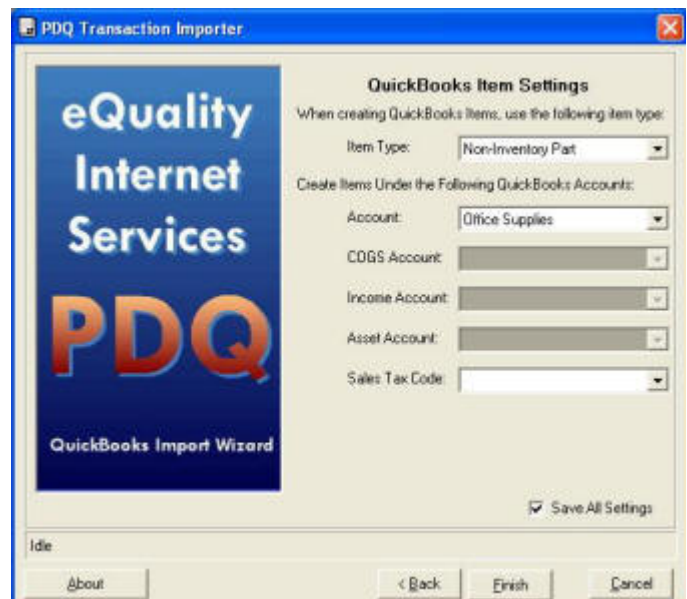 PDQ Transaction Importer
eQuality
Internet
Services
PDQ
QuickBooks Import Wizard
QuickBooks Item Settings
When creating QuickBooks Items, use the following item type:
Item Type: Non-Inventory Part
Create Items Under the Following QuickBooks Accounts:
Account: Office Supplies
COGS Account:
Income Account:
Asset Account:
Sales Tax Code:
Save All Settings
Idle
About < Back Finish Cancel